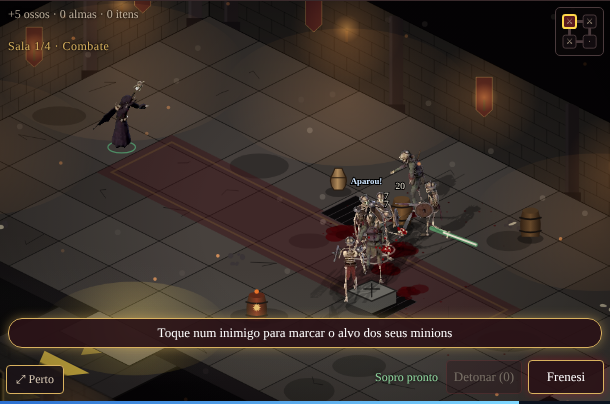 +5 ossos · 0 almas · 0 itens
Sala 1/4 · Combate
Aparou!
20
7
Toque num inimigo para marcar o alvo dos seus minions
Perto
Sopro pronto
Detonar (0)
Frenesi